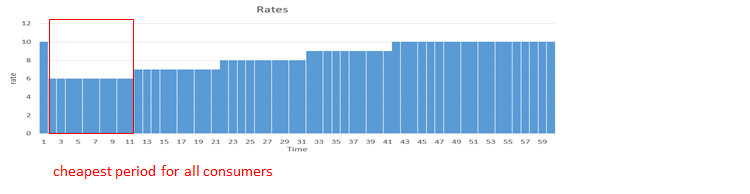 Rates
12
10
8
6
4
2
0
rate
1 3 5 7 9 11 13 15 17 19 21 23 25 27 29 31 33 35 37 39 41 43 45 47 49 51 53 55 57 59
Time
cheapest period for all consumers